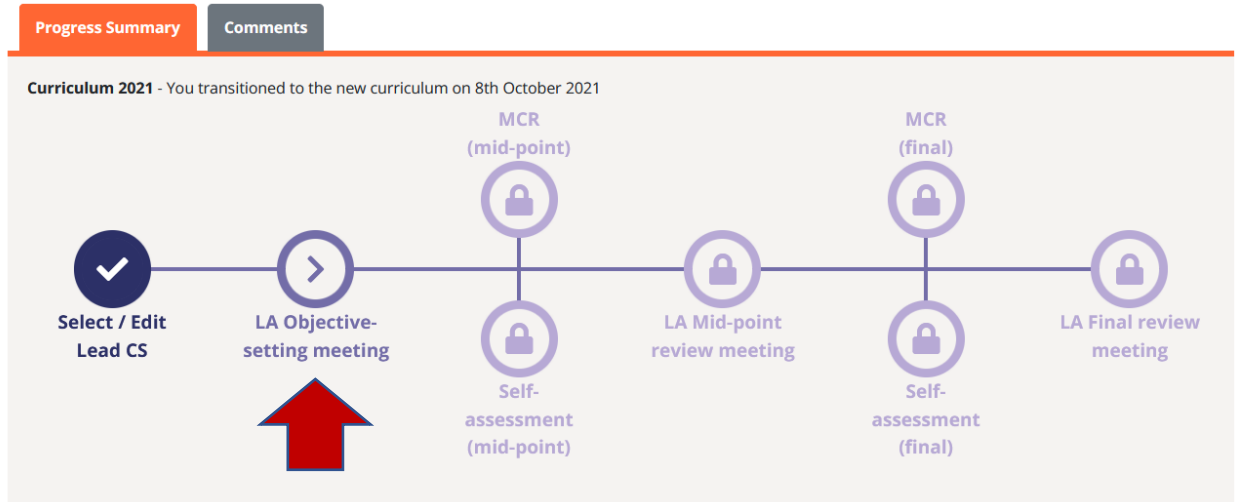 Progress Summary
Comments
Curriculum 2021 - You transitioned to the new curriculum on 8th October 2021
Select / Edit
Lead CS
LA Objective-
setting meeting
MCR
(mid-point)
Self-
assessment
(mid-point)
LA Mid-point
review meeting
MCR
(final)
Self-
assessment
(final)
LA Final review
meeting